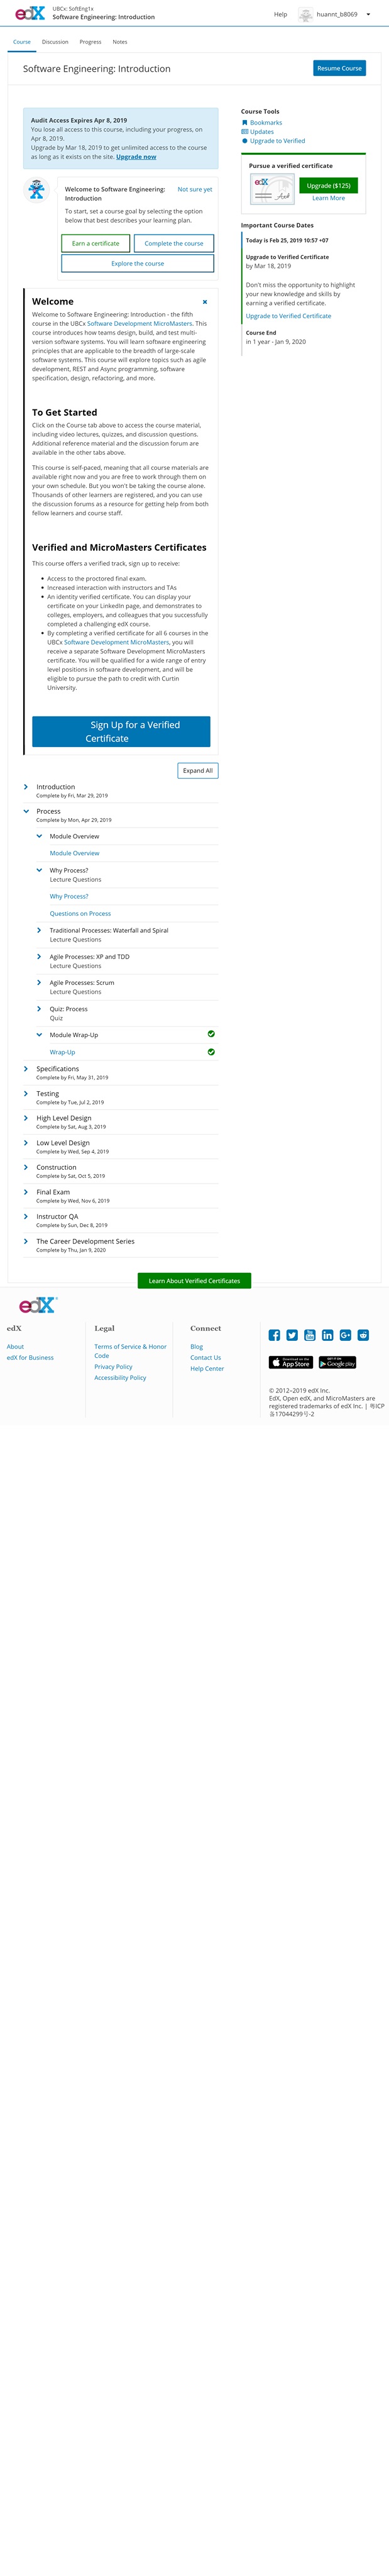 edX
UBCx: SoftEng1x
Software Engineering: Introduction
Help
huannt_b8069
Course
Discussion
Progress
Notes
Software Engineering: Introduction
Resume Course
Audit Access Expires Apr 8, 2019
You lose all access to this course, including your progress, on
Apr 8, 2019.
Upgrade by Mar 18, 2019 to get unlimited access to the course
as long as it exists on the site. Upgrade now
Welcome to Software Engineering:
Introduction
Not sure yet
To start, set a course goal by selecting the option
below that best describes your learning plan.
Earn a certificate
Complete the course
Explore the course
Welcome
Welcome to Software Engineering: Introduction - the fifth
course in the UBCx Software Development MicroMasters. This
course introduces how teams design, build, and test multi-
version software systems. You will learn software engineering
principles that are applicable to the breadth of large-scale
software systems. This course will explore topics such as agile
development, REST and Async programming, software
specification, design, refactoring, and more.
To Get Started
Click on the Course tab above to access the course material,
including video lectures, quizzes, and discussion questions.
Additional reference material and the discussion forum are
available in the other tabs above.
This course is self-paced, meaning that all course materials are
available right now and you are free to work through them on
your own schedule. But you won't be taking the course alone.
Thousands of other learners are registered, and you can use
the discussion forums as a resource for getting help from both
fellow learners and course staff.
Verified and MicroMasters Certificates
This course offers a verified track, sign up to receive:
• Access to the proctored final exam.
• Increased interaction with instructors and TAs
• An identity verified certificate. You can display your
certificate on your LinkedIn page, and demonstrates to
colleges, employers, and colleagues that you successfully
completed a challenging edX course.
• By completing a verified certificate for all 6 courses in the
UBCx Software Development MicroMasters, you will
receive a separate Software Development MicroMasters
certificate. You will be qualified for a wide range of entry
level positions in software development, and will be
eligible to pursue the path to credit with Curtin
University.
Sign Up for a Verified
Certificate
Expand All
Introduction
Complete by Fri, Mar 29, 2019
Process
Complete by Mon, Apr 29, 2019
Module Overview
Module Overview
Why Process?
Lecture Questions
Why Process?
Questions on Process
Traditional Processes: Waterfall and Spiral
Lecture Questions
Agile Processes: XP and TDD
Lecture Questions
Agile Processes: Scrum
Lecture Questions
Quiz: Process
Quiz
Module Wrap-Up
Wrap-Up
Specifications
Complete by Fri, May 31, 2019
Testing
Complete by Tue, Jul 2, 2019
High Level Design
Complete by Sat, Aug 3, 2019
Low Level Design
Complete by Wed, Sep 4, 2019
Construction
Complete by Sat, Oct 5, 2019
Final Exam
Complete by Wed, Nov 6, 2019
Instructor QA
Complete by Sun, Dec 8, 2019
The Career Development Series
Complete by Thu, Jan 9, 2020
Course Tools
Bookmarks
Updates
Upgrade to Verified
Pursue a verified certificate
edX
Upgrade ($125)
Learn More
Important Course Dates
Today is Feb 25, 2019 10:57 +07
Upgrade to Verified Certificate
by Mar 18, 2019
Don't miss the opportunity to highlight
your new knowledge and skills by
earning a verified certificate.
Upgrade to Verified Certificate
Course End
in 1 year - Jan 9, 2020
Learn About Verified Certificates
edX
edX
About
edX for Business
Legal
Terms of Service & Honor
Code
Privacy Policy
Accessibility Policy
Connect
Blog
Contact Us
Help Center
Download on the
App Store
GET IT ON
Google play
© 2012–2019 edX Inc.
EdX, Open edX, and MicroMasters are
registered trademarks of edX Inc. | 粤ICP
备17044299号-2